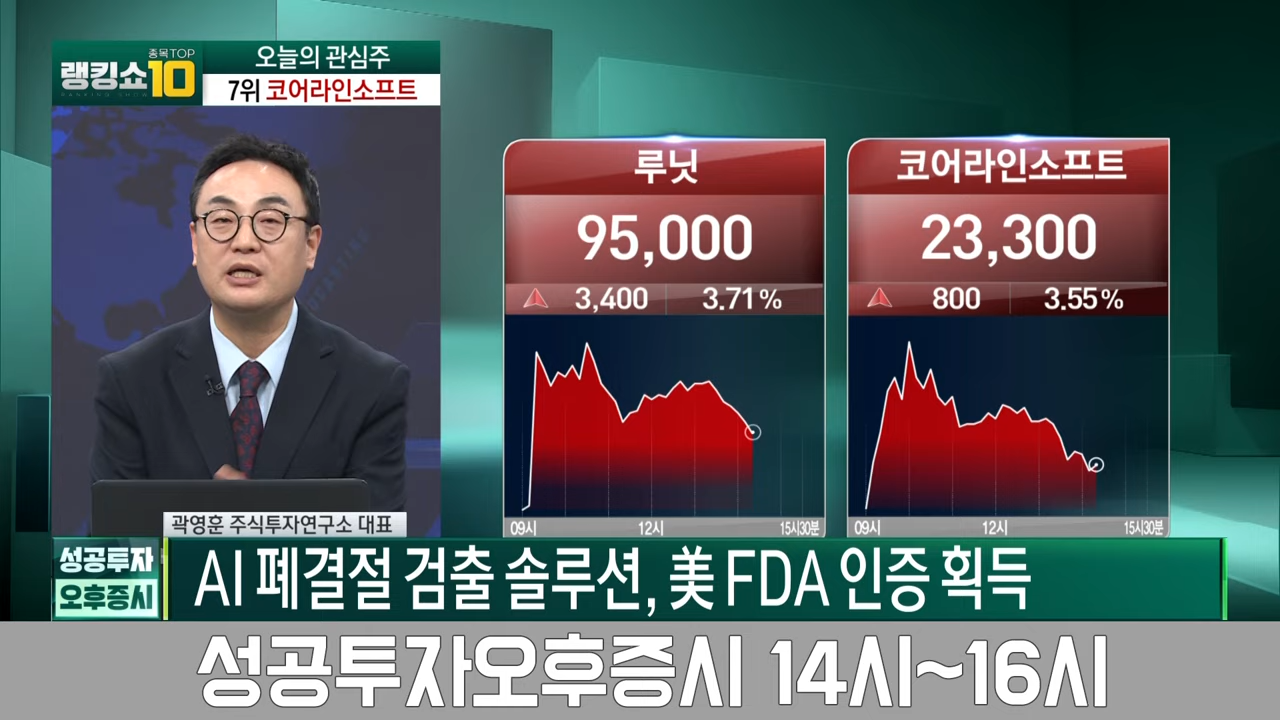 종목TOP
랭킹쇼10
오늘의 관심주
7위 코어라인소프트
루닛
95,000
3,400 3.71%
09시 12시 15시30분
코어라인소프트
23,300
800 3.55%
09시 12시 15시30분
곽영훈 주식투자연구소 대표
성공투자
오후증시
AI 폐결절 검출 솔루션, 美 FDA 인증 획득
성공투자오후증시 14시~16시